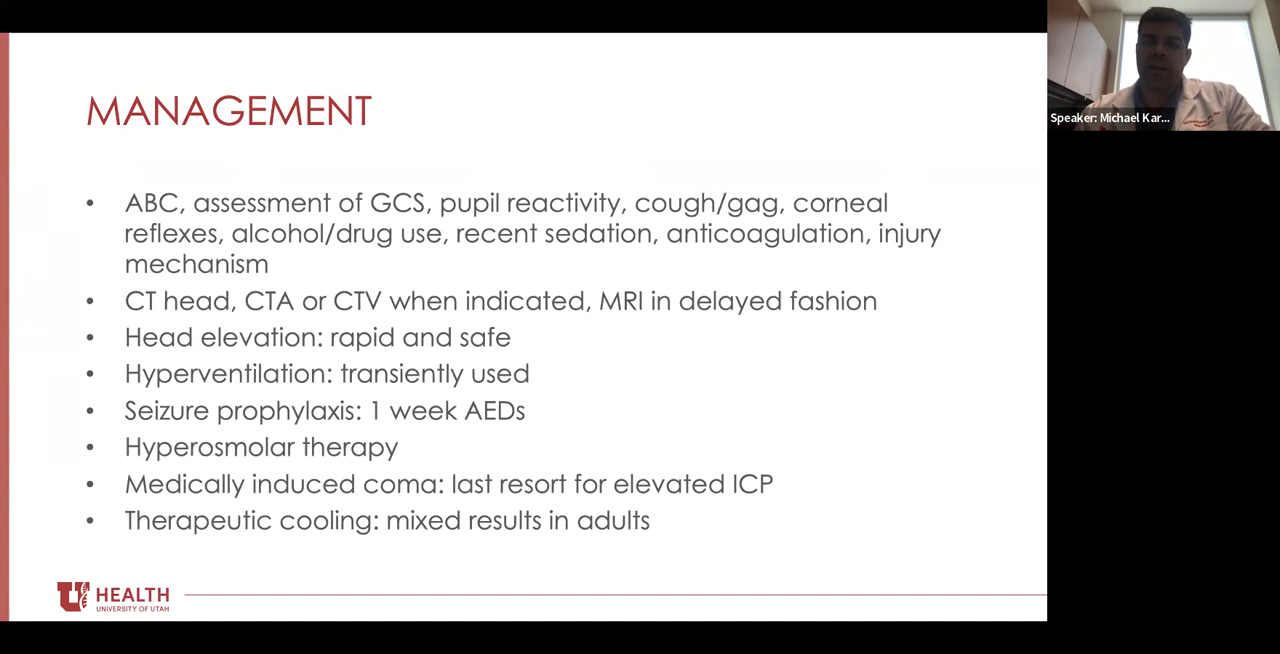 MANAGEMENT
• ABC, assessment of GCS, pupil reactivity, cough/gag, corneal
reflexes, alcohol/drug use, recent sedation, anticoagulation, injury
mechanism
• CT head, CTA or CTV when indicated, MRI in delayed fashion
• Head elevation: rapid and safe
• Hyperventilation: transiently used
• Seizure prophylaxis: 1 week AEDs
• Hyperosmolar therapy
• Medically induced coma: last resort for elevated ICP
• Therapeutic cooling: mixed results in adults
U HEALTH
UNIVERSITY OF UTAH
Speaker: Michael Kar...